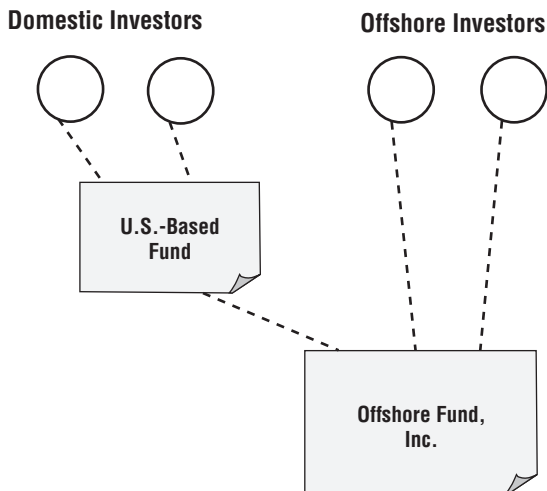 Domestic Investors
Offshore Investors
U.S.-Based
Fund
Offshore Fund,
Inc.